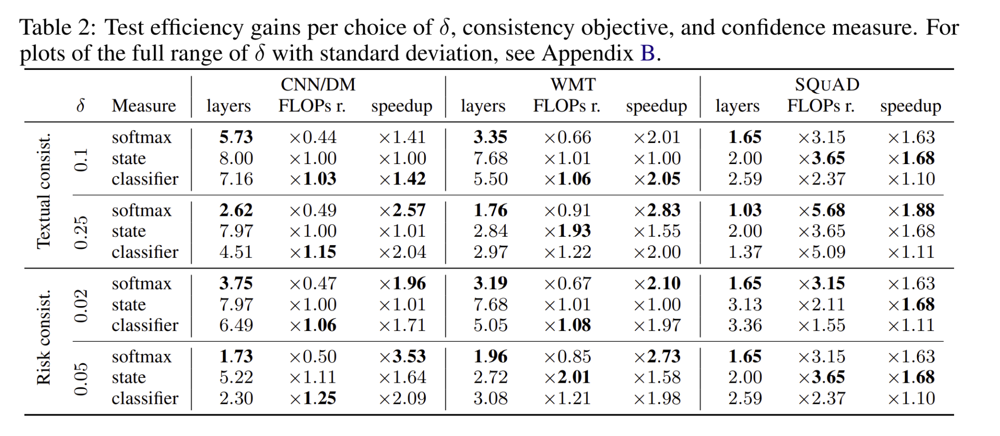 Table 2: Test efficiency gains per choice of δ, consistency objective, and confidence measure. For
plots of the full range of δ with standard deviation, see Appendix B.
CNN/DM WMT SQUAD
δ Measure layers FLOPs r. speedup layers FLOPs r. speedup layers FLOPs r. speedup
Textual consist.
0.1
softmax 5.73 ×0.44 ×1.41 3.35 ×0.66 ×2.01 1.65 ×3.15 ×1.63
state 8.00 ×1.00 ×1.00 7.68 ×1.01 ×1.00 2.00 ×3.65 ×1.68
classifier 7.16 ×1.03 ×1.42 5.50 ×1.06 ×2.05 2.59 ×2.37 ×1.10
0.25
softmax 2.62 ×0.49 ×2.57 1.76 ×0.91 ×2.83 1.03 ×5.68 ×1.88
state 7.97 ×1.00 ×1.01 2.84 ×1.93 ×1.55 2.00 ×3.65 ×1.68
classifier 4.51 ×1.15 ×2.04 2.97 ×1.22 ×2.00 1.37 ×5.09 ×1.11
Risk consist.
0.02
softmax 3.75 ×0.47 ×1.96 3.19 ×0.67 ×2.10 1.65 ×3.15 ×1.63
state 7.97 ×1.00 ×1.01 7.68 ×1.01 ×1.00 3.13 ×2.11 ×1.68
classifier 6.49 ×1.06 ×1.71 5.05 ×1.08 ×1.97 3.36 ×1.55 ×1.11
0.05
softmax 1.73 ×0.50 ×3.53 1.96 ×0.85 ×2.73 1.65 ×3.15 ×1.63
state 5.22 ×1.11 ×1.64 2.72 ×2.01 ×1.58 2.00 ×3.65 ×1.68
classifier 2.30 ×1.25 ×2.09 3.08 ×1.21 ×1.98 2.59 ×2.37 ×1.10